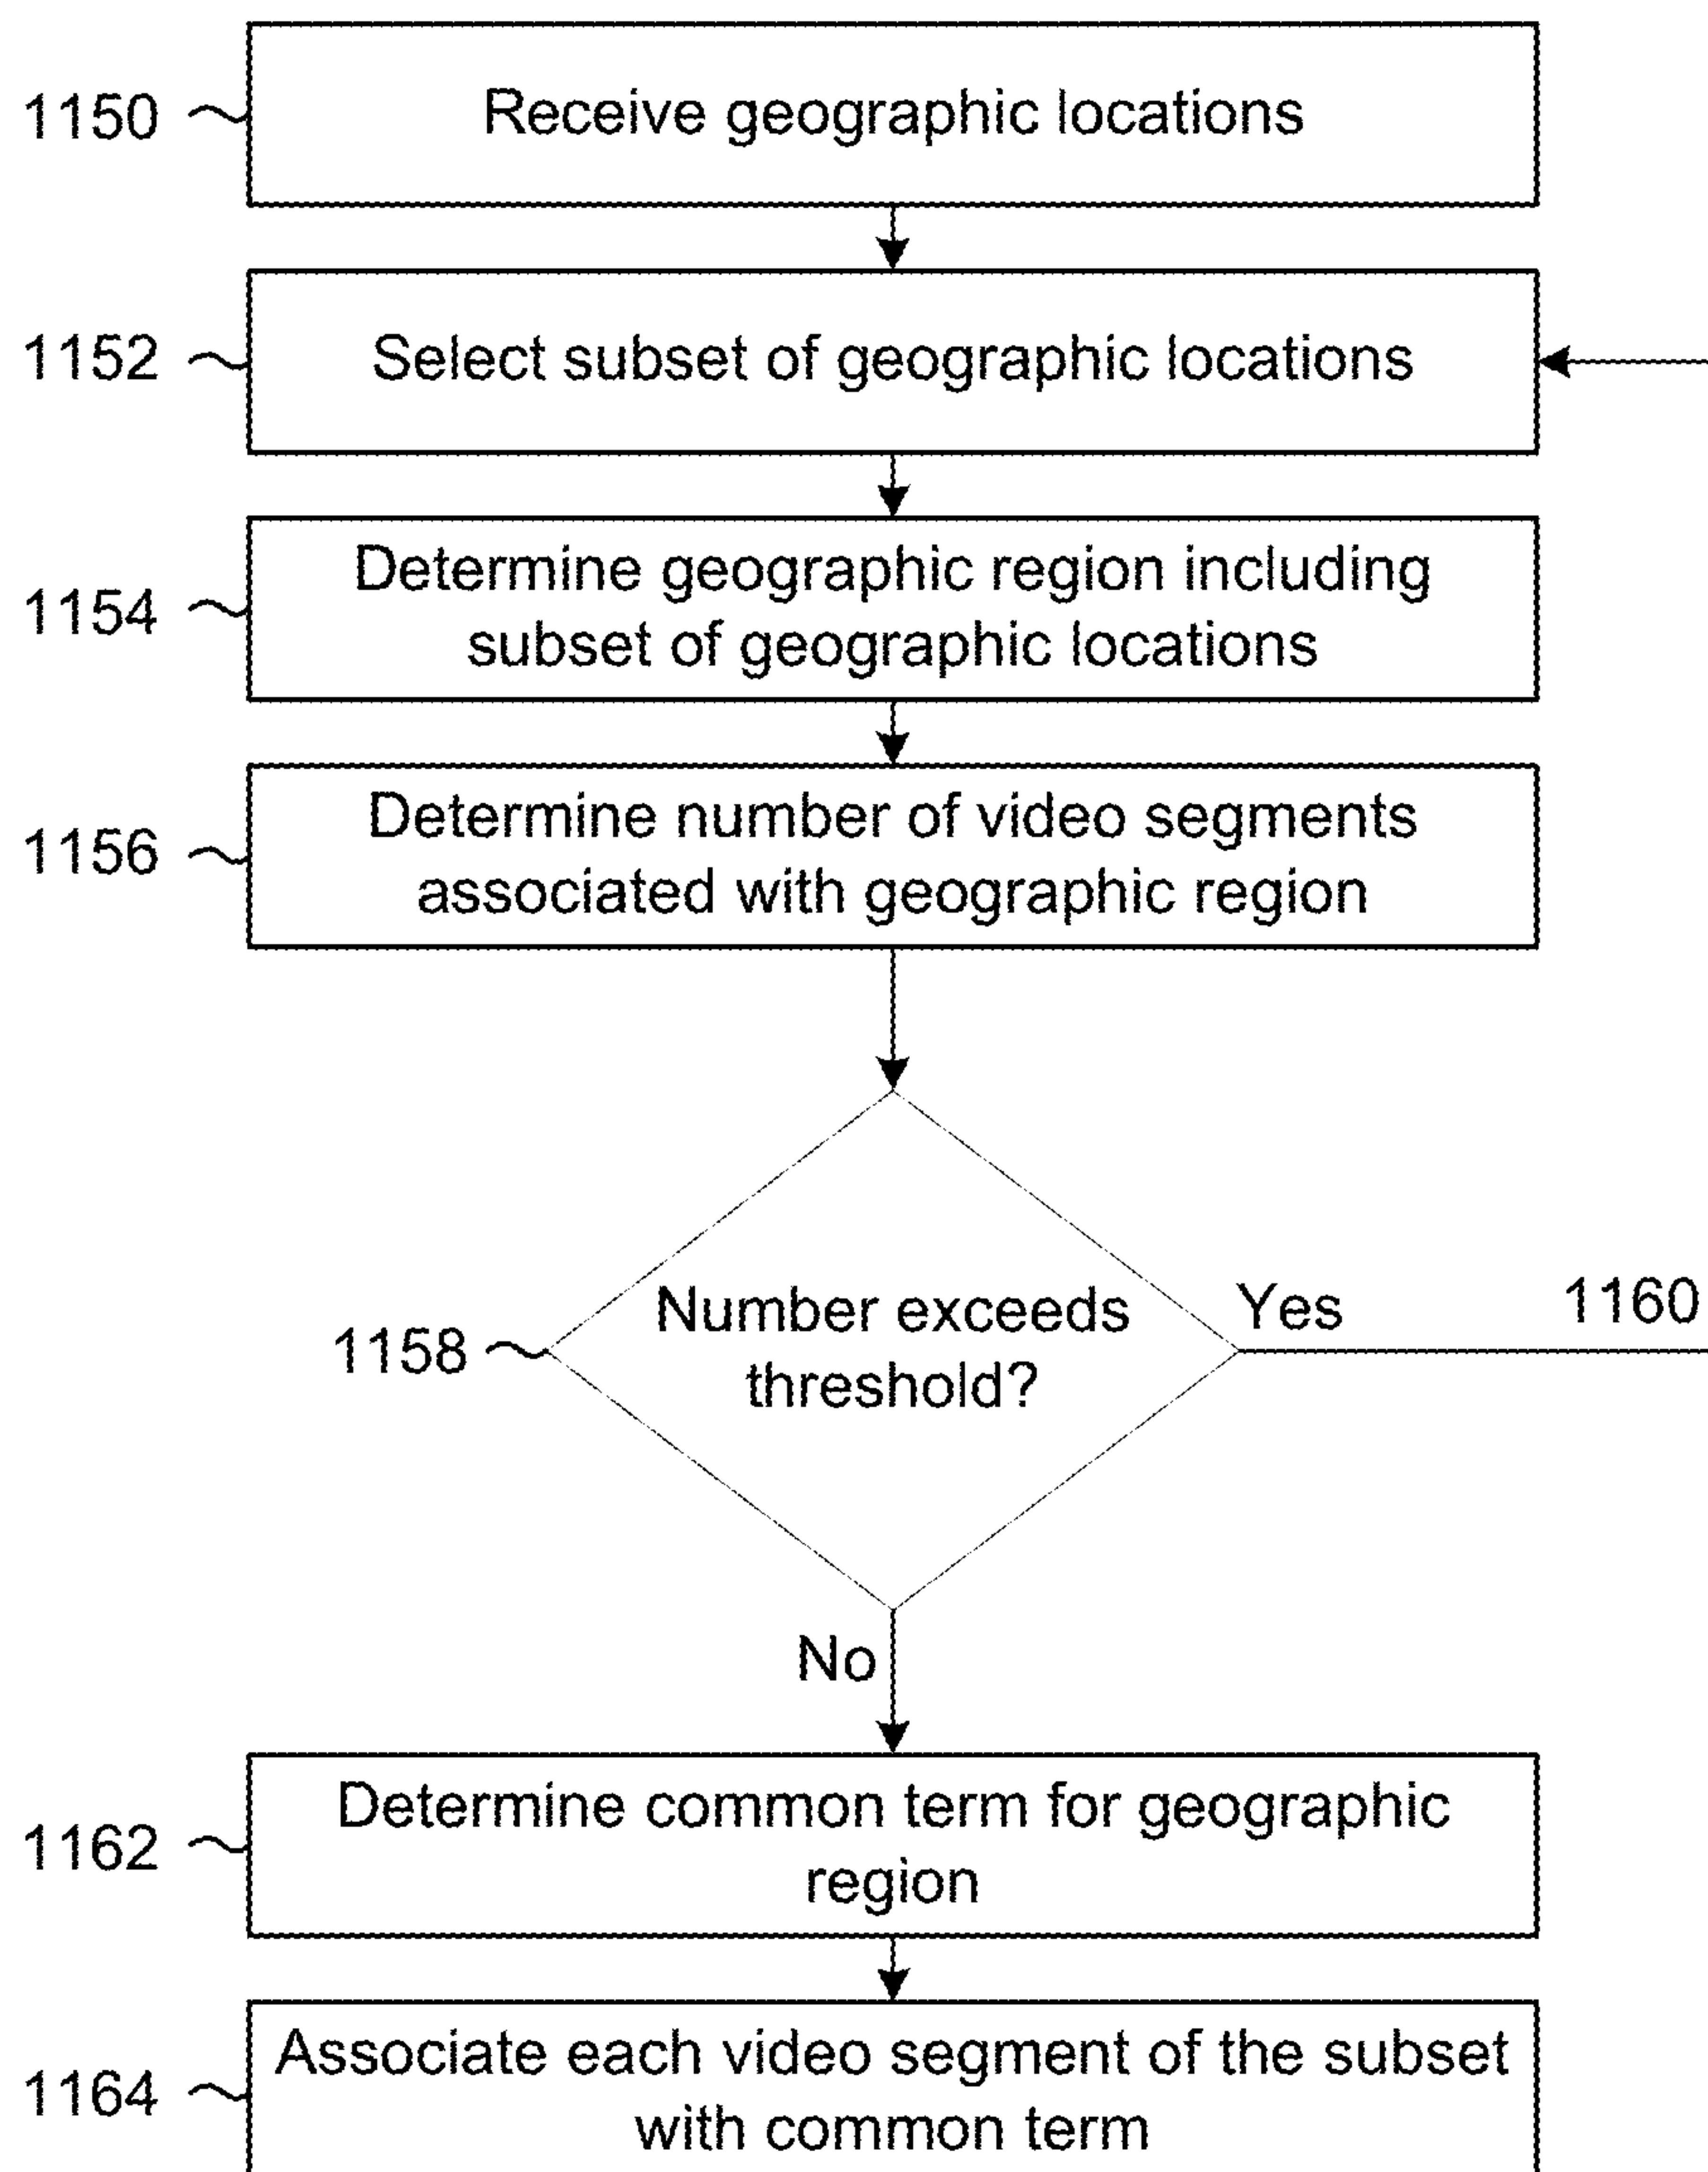 1150
Receive geographic locations
1152
Select subset of geographic locations
1154
Determine geographic region including
subset of geographic locations
1156
Determine number of video segments
associated with geographic region
1158
Number exceeds
threshold?
Yes
1160
No
1162
Determine common term for geographic
region
1164
Associate each video segment of the subset
with common term